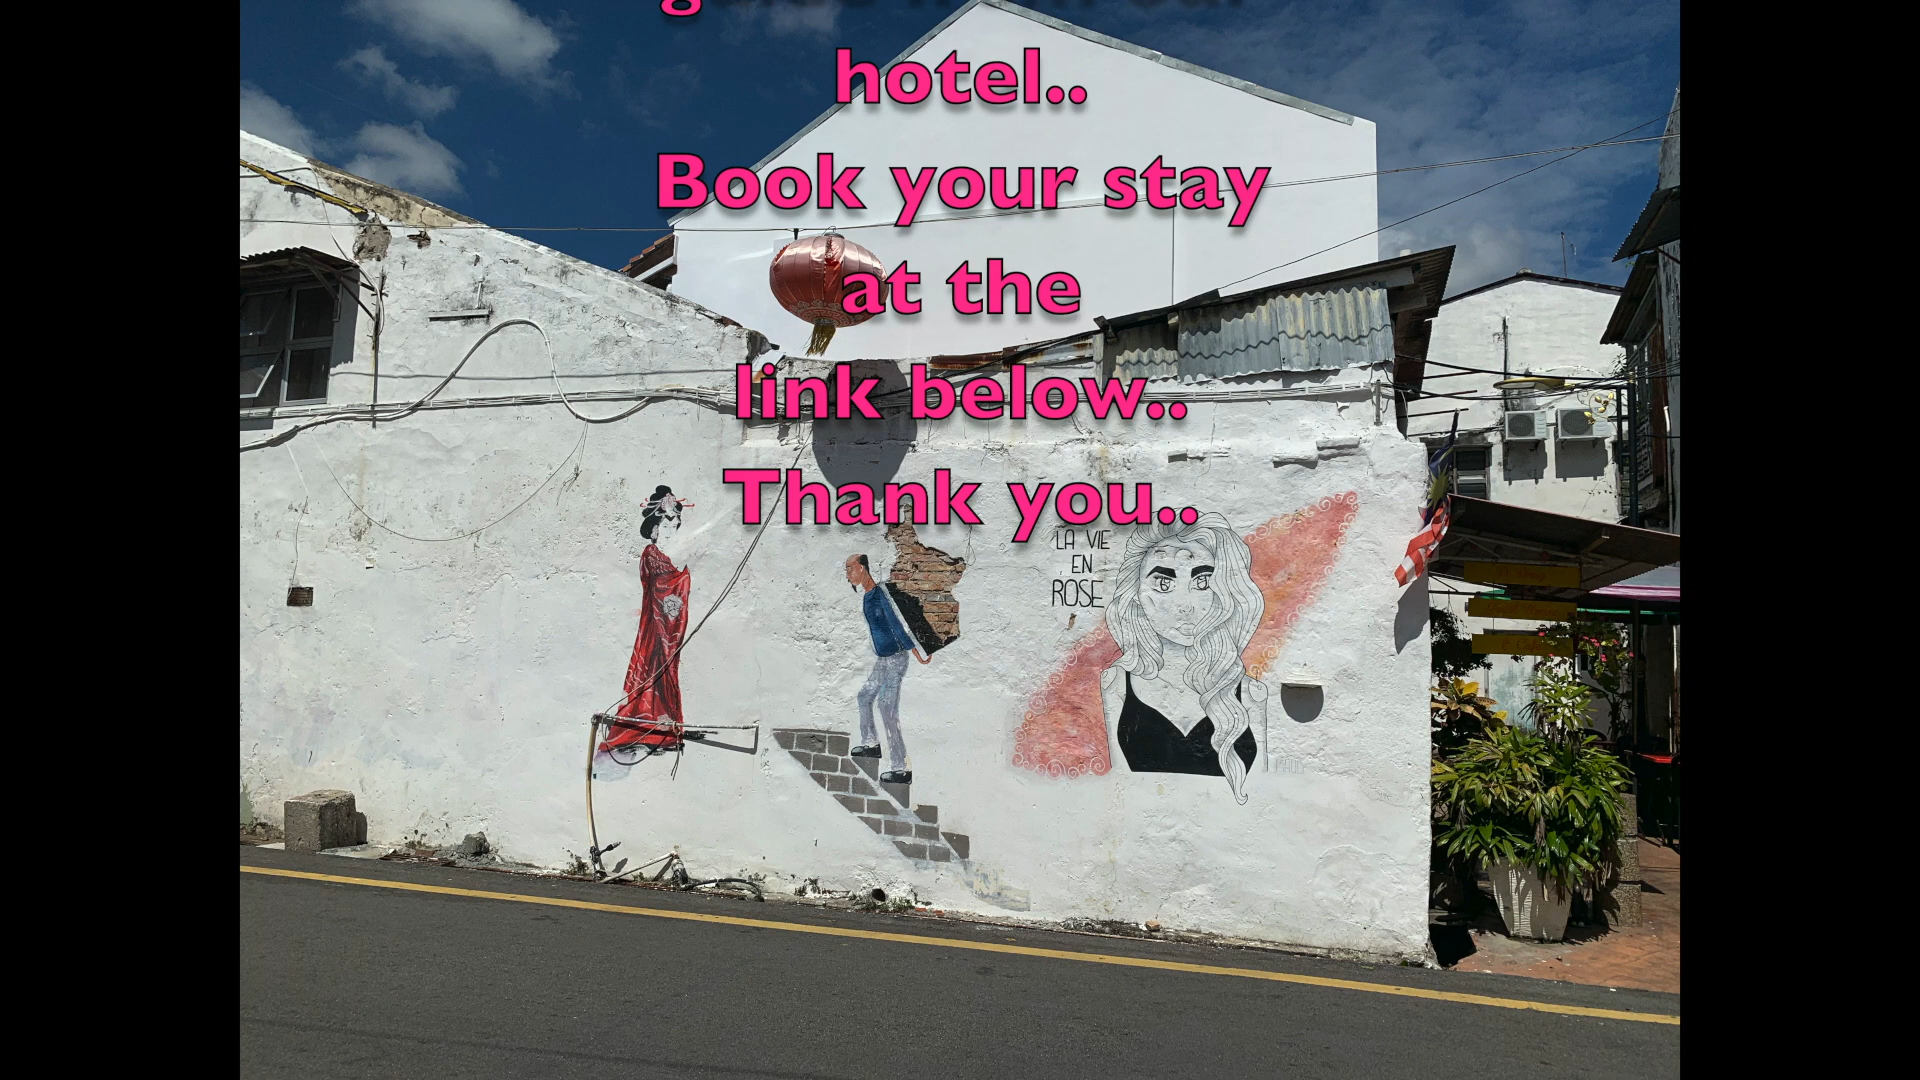 hotel..
Book your stay
at the
link below..
Thank you..
LA VIE
EN
ROSE